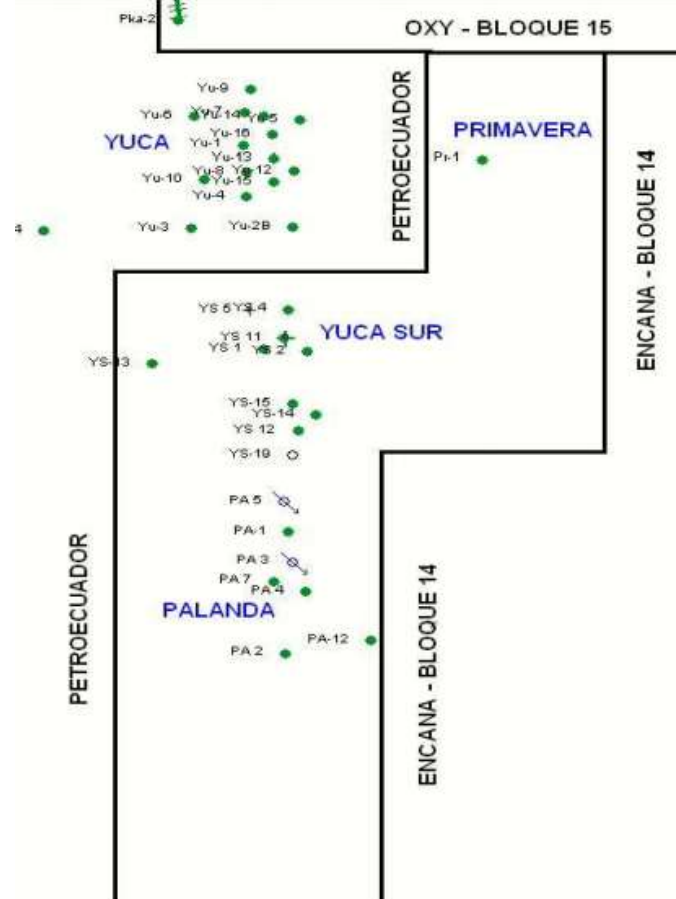 Pka-2
OXY - BLOQUE 15
Yu-9
Yu-6
Yu-7
Yu-14
Yu-5
PETROECUADOR
PRIMAVERA
YUCA
Yu-16
Yu-1
Yu-13
Pr-1
ENCANA - BLOQUE 14
Yu-8
Yu-12
Yu-10
Yu-15
Yu-4
4
Yu-3
Yu-2B
YS 5
YS 4
YUCA SUR
YS 11
YS 1
YS 2
YS-13
YS-15
YS-14
YS 12
YS-19
PA 5
PA-1
PETROECUADOR
PA 3
PA 7
PA 4
PALANDA
PA-12
PA 2
ENCANA - BLOQUE 14